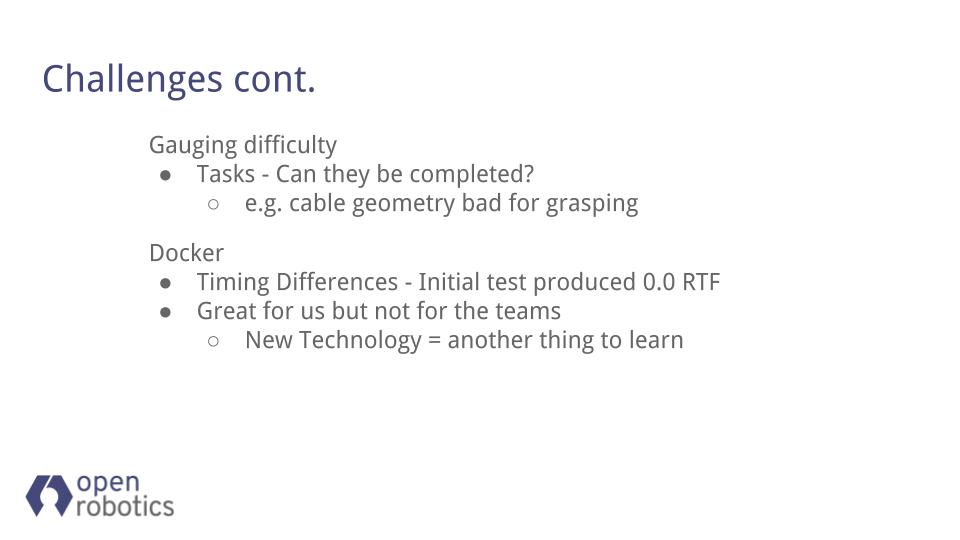 Challenges cont.
Gauging difficulty
● Tasks - Can they be completed?
○ e.g. cable geometry bad for grasping
Docker
● Timing Differences - Initial test produced 0.0 RTF
● Great for us but not for the teams
○ New Technology = another thing to learn
open
robotics